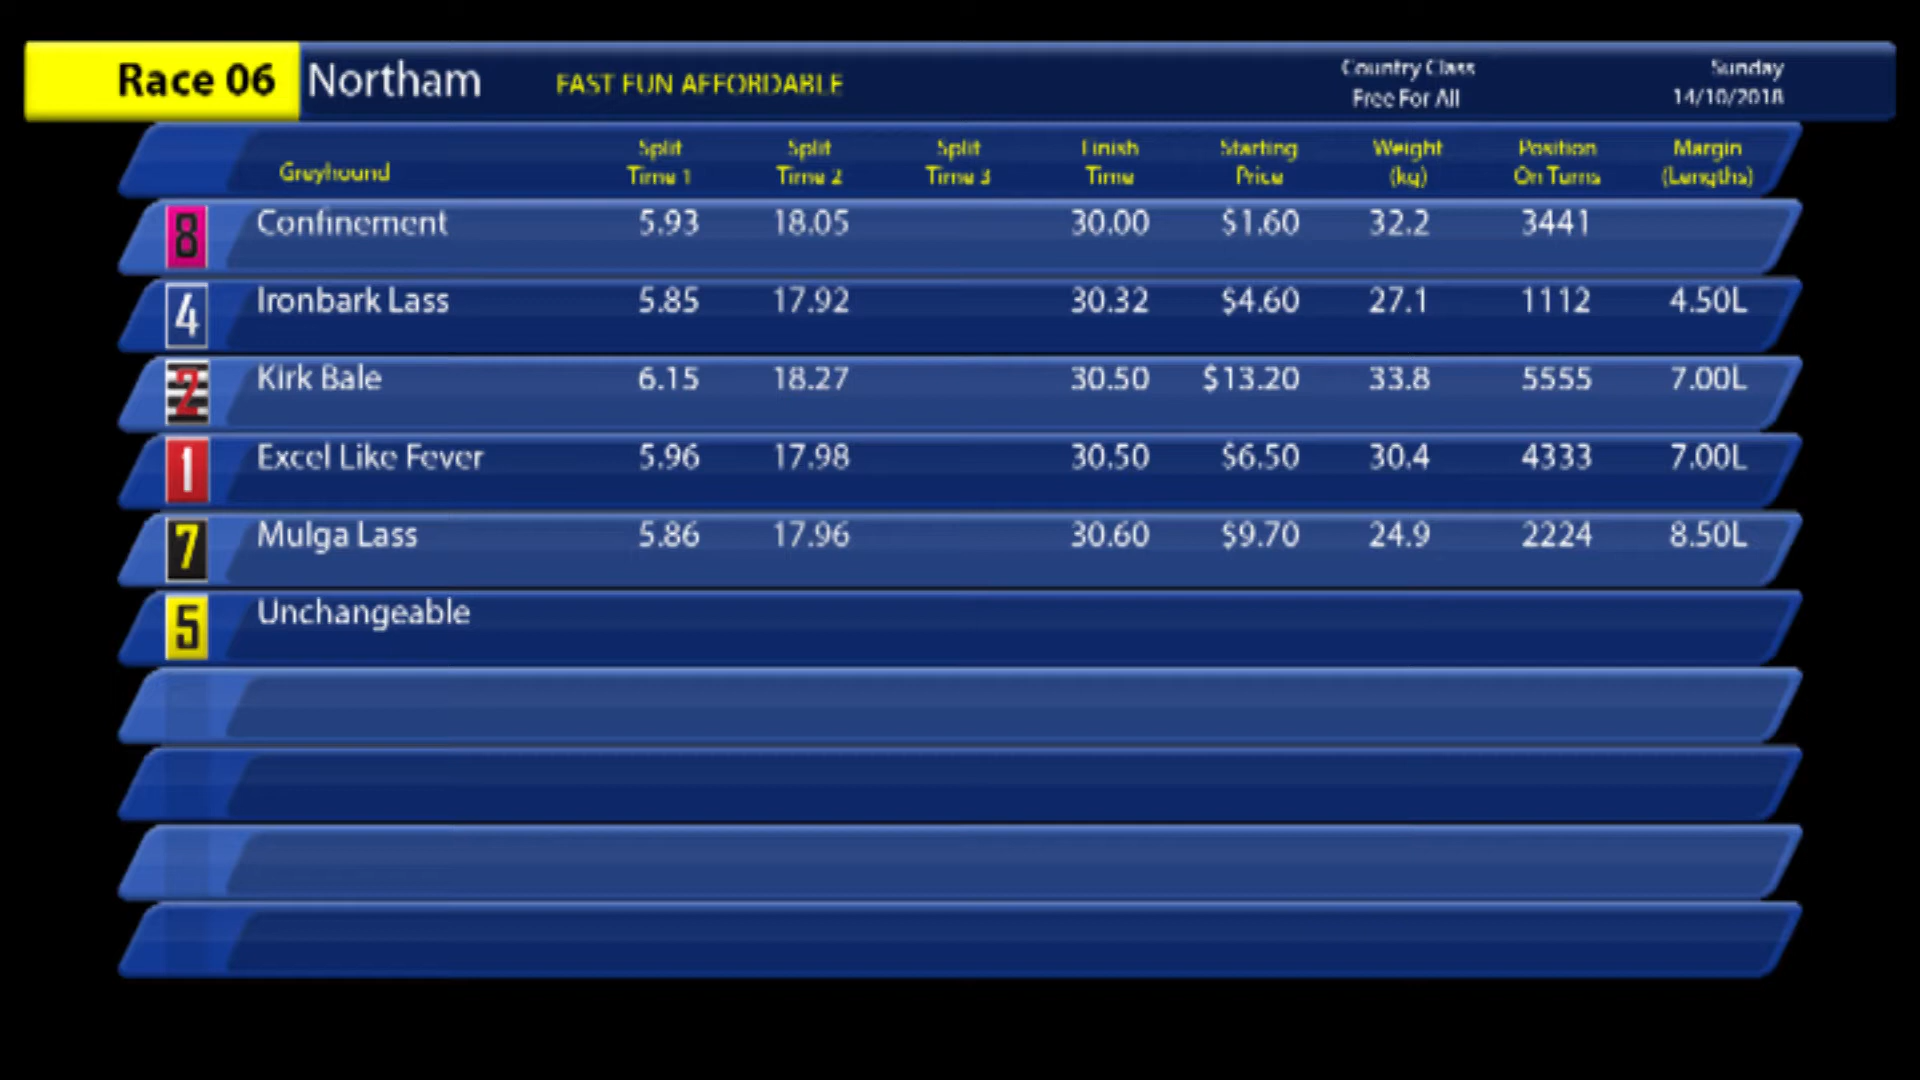 Race 06 Northam FAST FUN AFFORDABLE Country Class Free For All Sunday 14/10/2018
Greyhound Split Time 1 Split Time 2 Split Time 3 Finish Time Starting Price Weight (kg) Position On Turns Margin (Lengths)
8 Confinement 5.93 18.05 30.00 $1.60 32.2 3441
4 Ironbark Lass 5.85 17.92 30.32 $4.60 27.1 1112 4.50L
2 Kirk Bale 6.15 18.27 30.50 $13.20 33.8 5555 7.00L
1 Excel Like Fever 5.96 17.98 30.50 $6.50 30.4 4333 7.00L
7 Mulga Lass 5.86 17.96 30.60 $9.70 24.9 2224 8.50L
5 Unchangeable